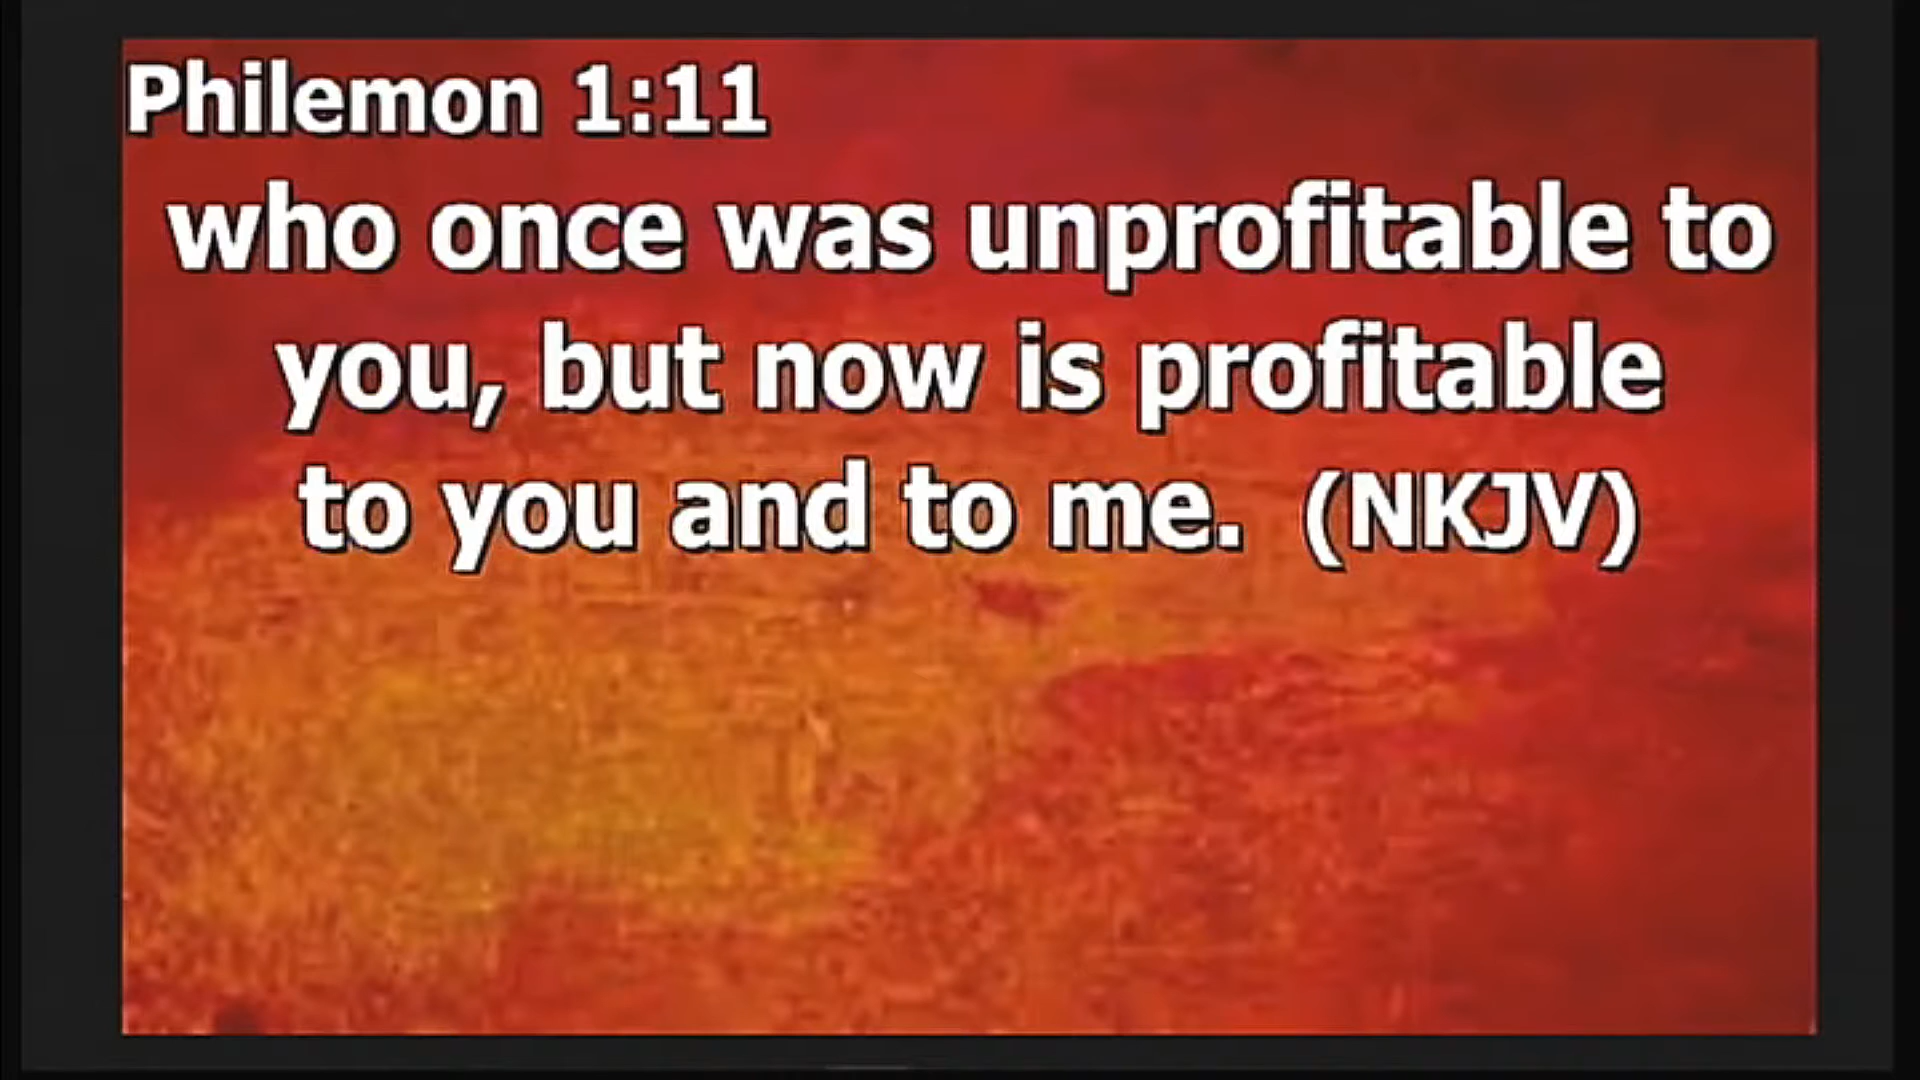 Philemon 1:11
who once was unprofitable to
you, but now is profitable
to you and to me. (NKJV)